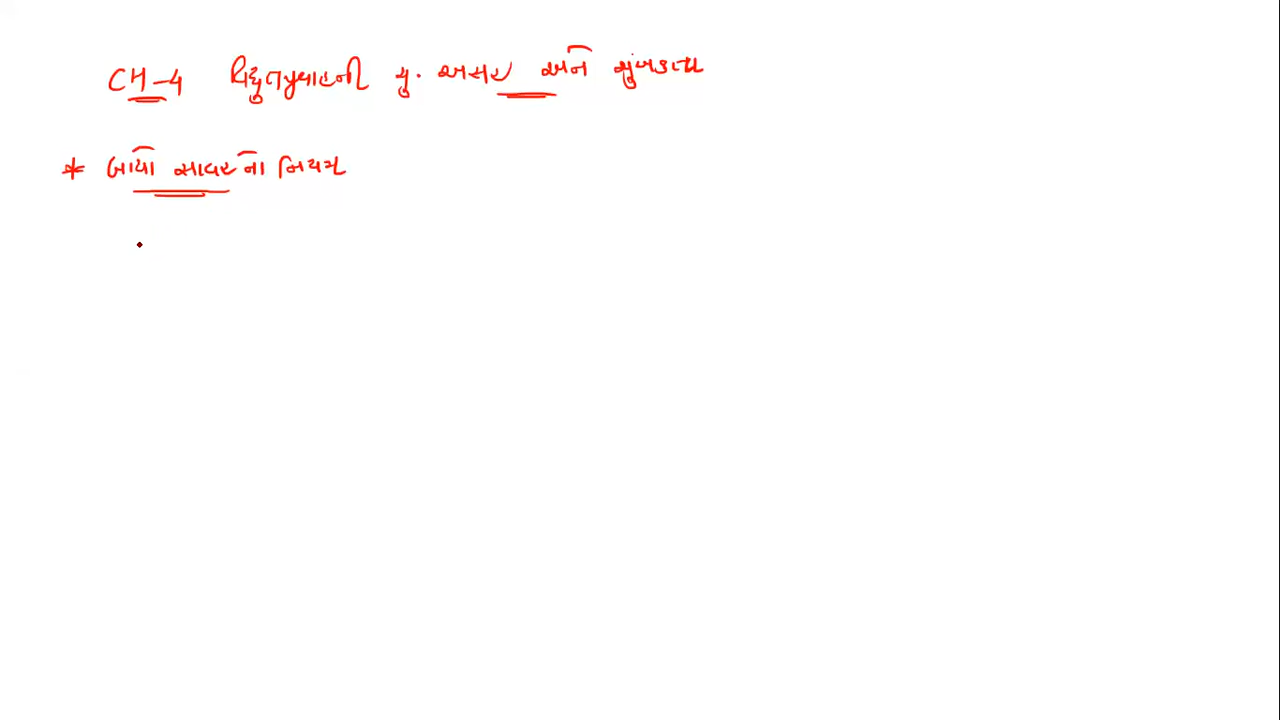 CH-4 વિદ્યુતપ્રવાહની ચું. અસર અને ચુંબકત્વ
* બાયો સાવરનો નિયમ